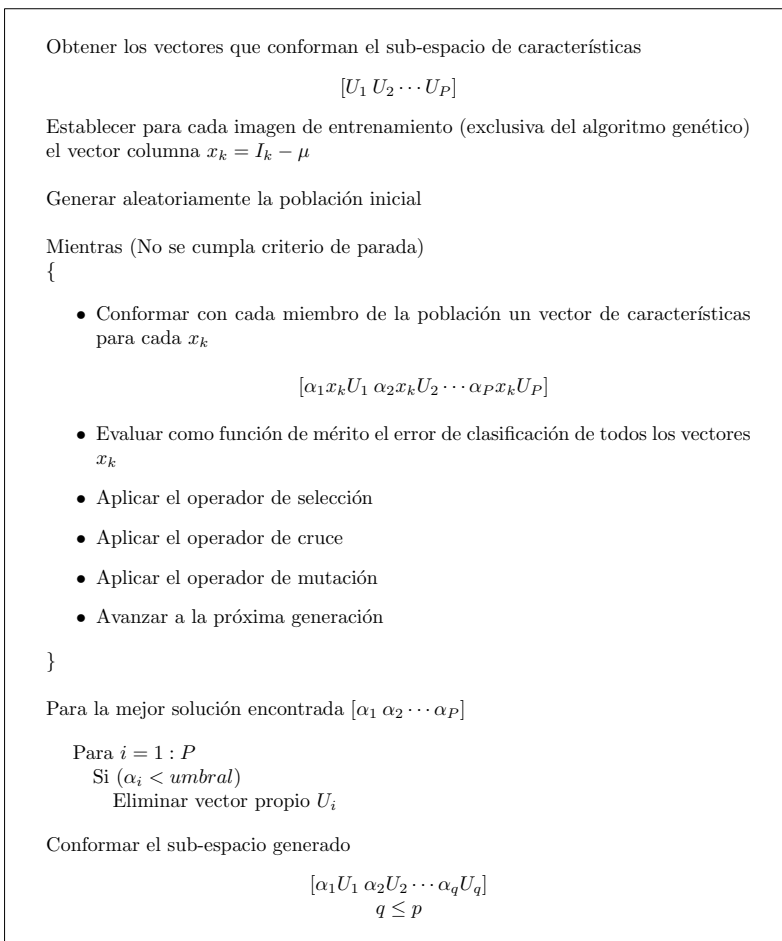 Obtener los vectores que conforman el sub-espacio de características
[U₁ U₂ ⋯ U_P]
Establecer para cada imagen de entrenamiento (exclusiva del algoritmo genético)
el vector columna x_k = I_k − μ
Generar aleatoriamente la población inicial
Mientras (No se cumpla criterio de parada)
{
• Conformar con cada miembro de la población un vector de características
para cada x_k
[α₁x_kU₁ α₂x_kU₂ ⋯ α_Px_kU_P]
• Evaluar como función de mérito el error de clasificación de todos los vectores
x_k
• Aplicar el operador de selección
• Aplicar el operador de cruce
• Aplicar el operador de mutación
• Avanzar a la próxima generación
}
Para la mejor solución encontrada [α₁ α₂ ⋯ α_P]
Para i = 1 : P
Si (α_i < umbral)
Eliminar vector propio U_i
Conformar el sub-espacio generado
[α₁U₁ α₂U₂ ⋯ α_qU_q]
q ≤ p